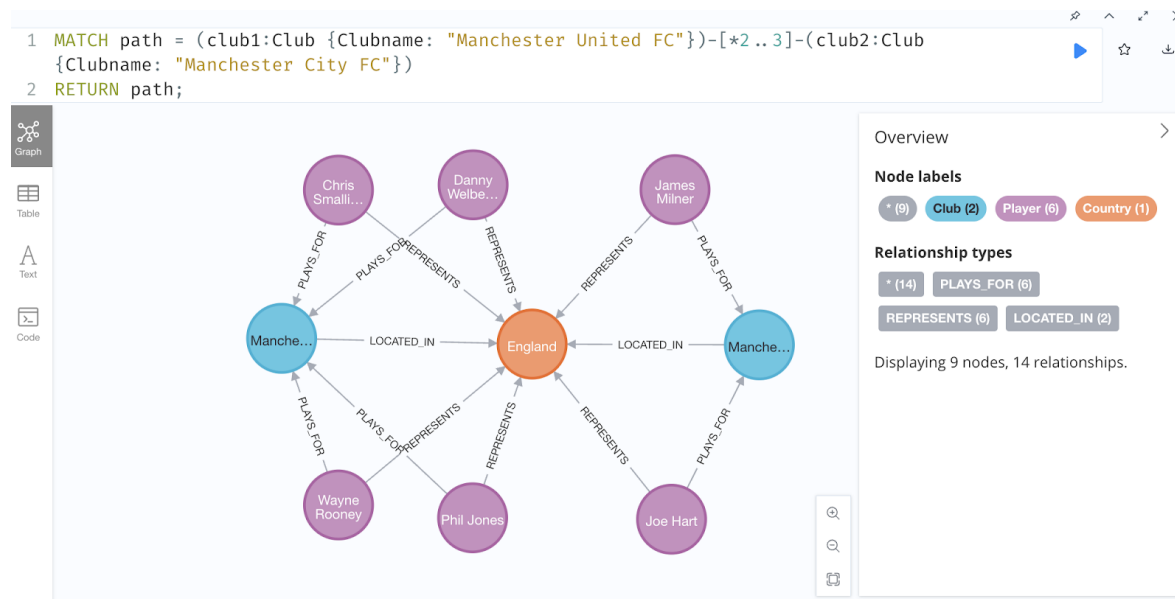 1 MATCH path = (club1:Club {Clubname: "Manchester United FC"})-[*2..3]-(club2:Club
{Clubname: "Manchester City FC"})
2 RETURN path;
Graph
Table
Text
Code
Chris
Smalli...
Danny
Welbe...
James
Milner
PLAYS_FOR
PLAYS_FOR
REPRESENTS
REPRESENTS
REPRESENTS
PLAYS_FOR
Manche...
LOCATED_IN
England
LOCATED_IN
Manche...
PLAYS_FOR
PLAYS_FOR
REPRESENTS
REPRESENTS
REPRESENTS
PLAYS_FOR
Wayne
Rooney
Phil Jones
Joe Hart
Overview
Node labels
* (9) Club (2) Player (6) Country (1)
Relationship types
* (14) PLAYS_FOR (6)
REPRESENTS (6) LOCATED_IN (2)
Displaying 9 nodes, 14 relationships.